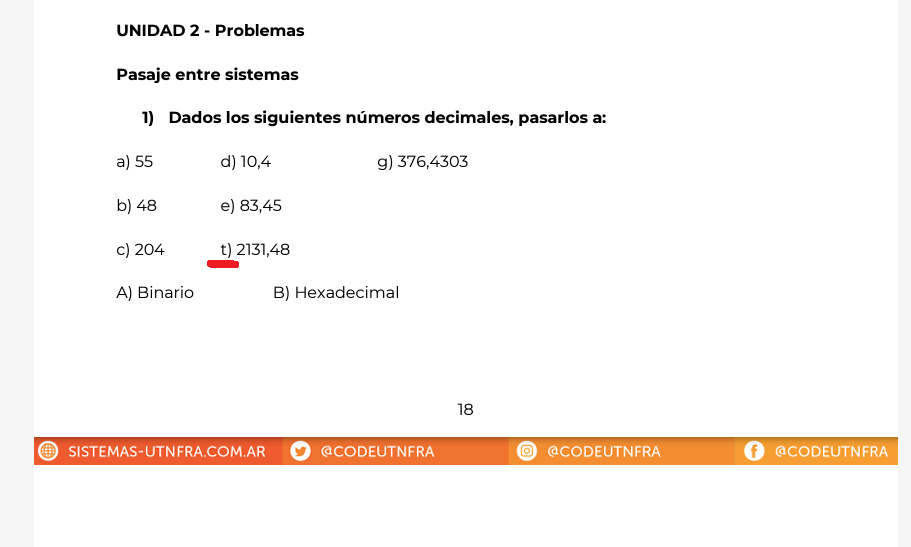 UNIDAD 2 - Problemas
Pasaje entre sistemas
1) Dados los siguientes números decimales, pasarlos a:
a) 55 d) 10,4 g) 376,4303
b) 48 e) 83,45
c) 204 t) 2131,48
A) Binario B) Hexadecimal
18
SISTEMAS-UTNFRA.COM.AR @CODEUTNFRA @CODEUTNFRA @CODEUTNFRA